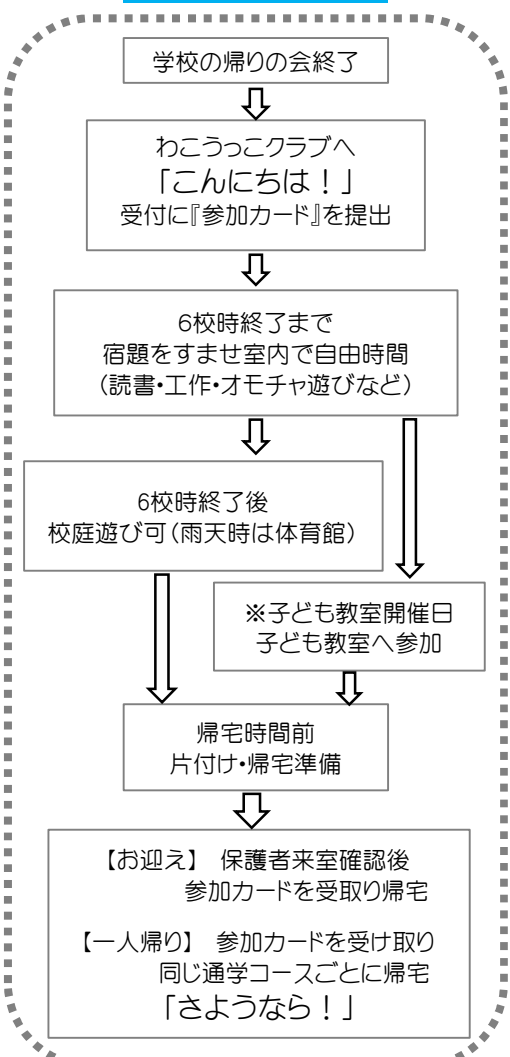 学校の帰りの会終了
わこうっこクラブへ
「こんにちは！」
受付に『参加カード』を提出
6校時終了まで
宿題をすませ室内で自由時間
（読書・工作・オモチャ遊びなど）
6校時終了後
校庭遊び可（雨天時は体育館）
※子ども教室開催日
子ども教室へ参加
帰宅時間前
片付け・帰宅準備
【お迎え】 保護者来室確認後
参加カードを受取り帰宅
【一人帰り】 参加カードを受け取り
同じ通学コースごとに帰宅
「さようなら！」